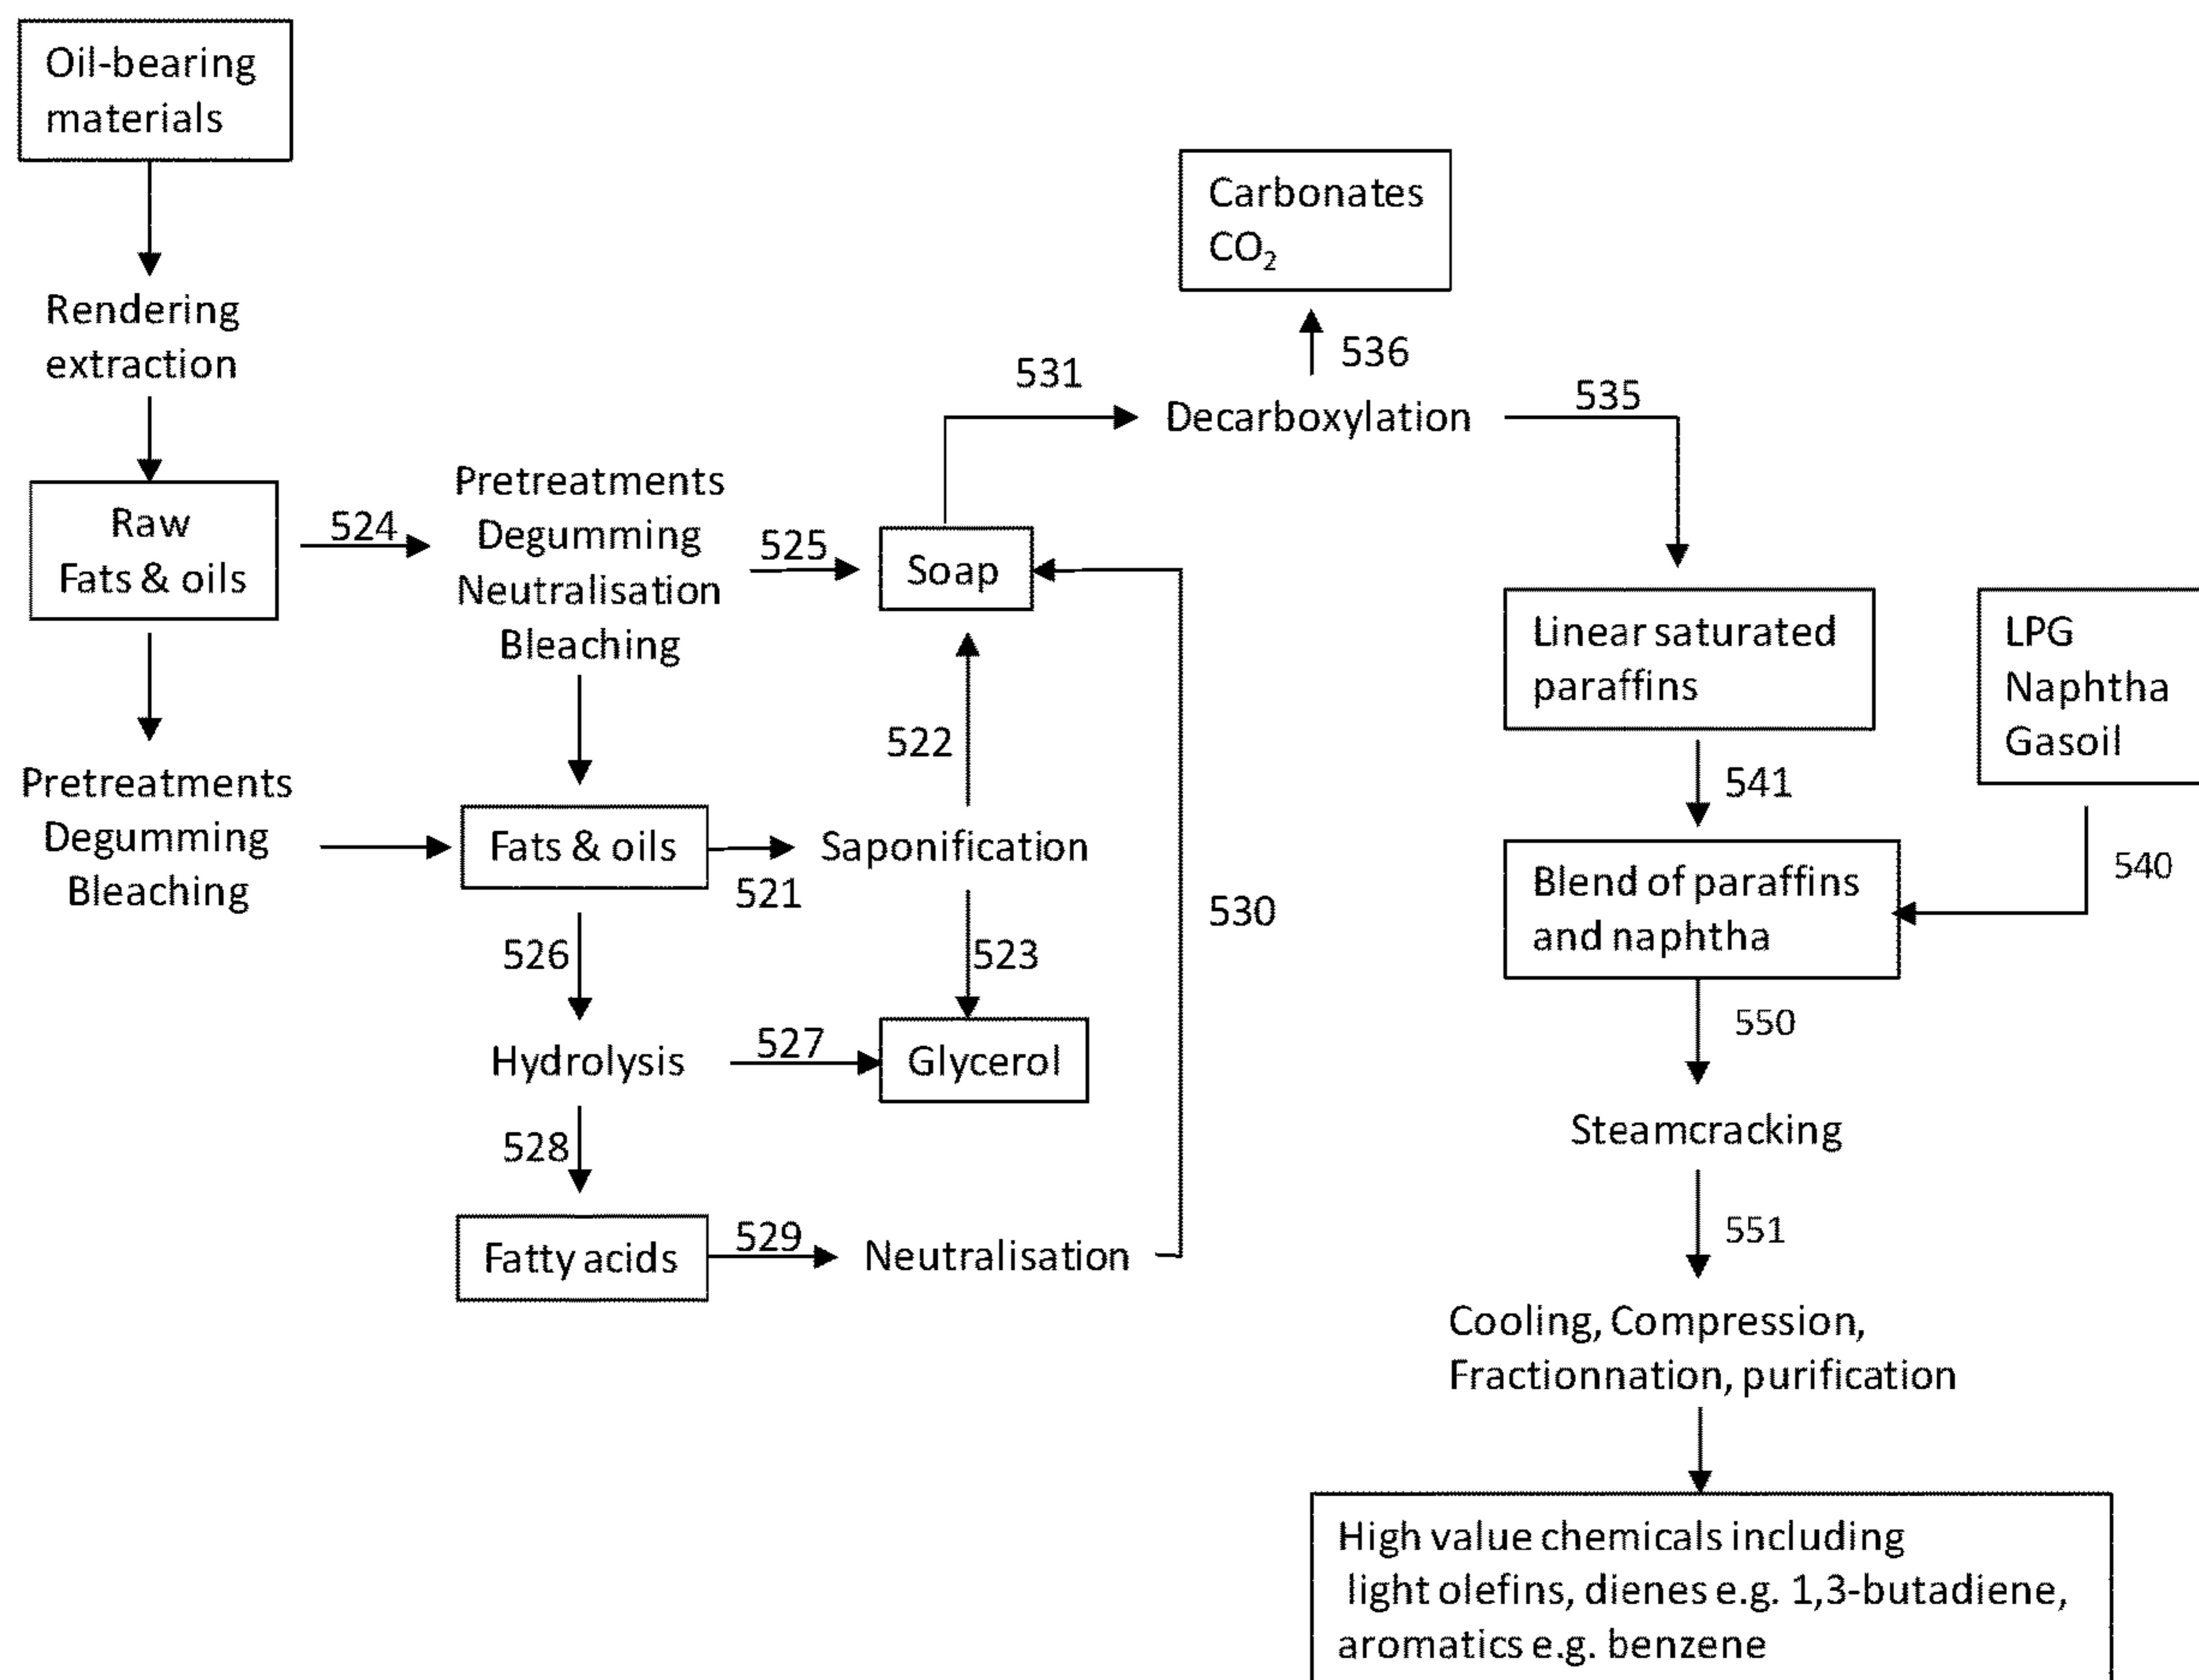 Oil-bearing
materials
Rendering
extraction
Raw
Fats & oils
Pretreatments
Degumming
Bleaching
524
Pretreatments
Degumming
Neutralisation
Bleaching
525
Soap
Fats & oils
521
Saponification
522
523
526
Hydrolysis
527
Glycerol
528
Fatty acids
529
Neutralisation
530
531
Decarboxylation
536
Carbonates
CO₂
535
Linear saturated
paraffins
541
LPG
Naphtha
Gasoil
540
Blend of paraffins
and naphtha
550
Steamcracking
551
Cooling, Compression,
Fractionnation, purification
High value chemicals including
light olefins, dienes e.g. 1,3-butadiene,
aromatics e.g. benzene